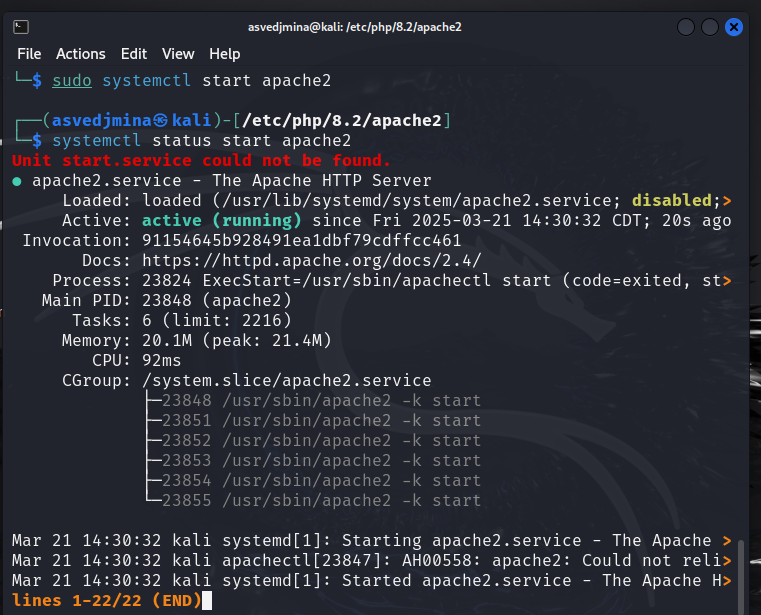 asvedjmina@kali: /etc/php/8.2/apache2
File Actions Edit View Help
└─$ sudo systemctl start apache2
┌──(asvedjmina㉿kali)-[/etc/php/8.2/apache2]
└─$ systemctl status start apache2
Unit start.service could not be found.
● apache2.service - The Apache HTTP Server
Loaded: loaded (/usr/lib/systemd/system/apache2.service; disabled;>
Active: active (running) since Fri 2025-03-21 14:30:32 CDT; 20s ago
Invocation: 91154645b928491ea1dbf79cdffcc461
Docs: https://httpd.apache.org/docs/2.4/
Process: 23824 ExecStart=/usr/sbin/apachectl start (code=exited, st>
Main PID: 23848 (apache2)
Tasks: 6 (limit: 2216)
Memory: 20.1M (peak: 21.4M)
CPU: 92ms
CGroup: /system.slice/apache2.service
├─23848 /usr/sbin/apache2 -k start
├─23851 /usr/sbin/apache2 -k start
├─23852 /usr/sbin/apache2 -k start
├─23853 /usr/sbin/apache2 -k start
├─23854 /usr/sbin/apache2 -k start
└─23855 /usr/sbin/apache2 -k start
Mar 21 14:30:32 kali systemd[1]: Starting apache2.service - The Apache >
Mar 21 14:30:32 kali apachectl[23847]: AH00558: apache2: Could not reli>
Mar 21 14:30:32 kali systemd[1]: Started apache2.service - The Apache H>
lines 1-22/22 (END)